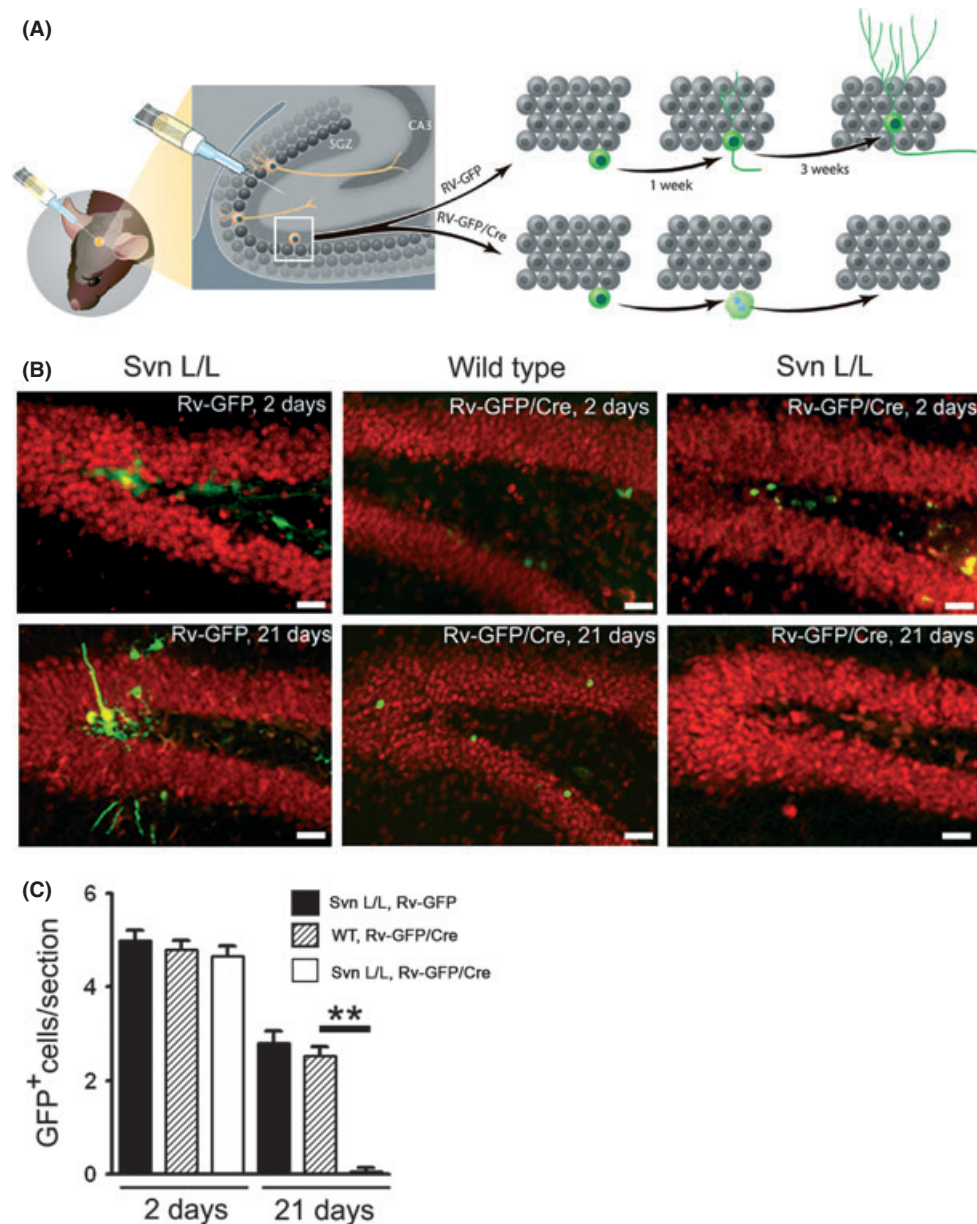 (A)
CA3
SGZ
RV-GFP
RV-GFP/Cre
1 week
3 weeks
(B)
Svn L/L
Wild type
Svn L/L
Rv-GFP, 2 days
Rv-GFP/Cre, 2 days
Rv-GFP/Cre, 2 days
Rv-GFP, 21 days
Rv-GFP/Cre, 21 days
Rv-GFP/Cre, 21 days
(C)
GFP+ cells/section
6
4
2
0
Svn L/L, Rv-GFP
WT, Rv-GFP/Cre
Svn L/L, Rv-GFP/Cre
**
2 days
21 days